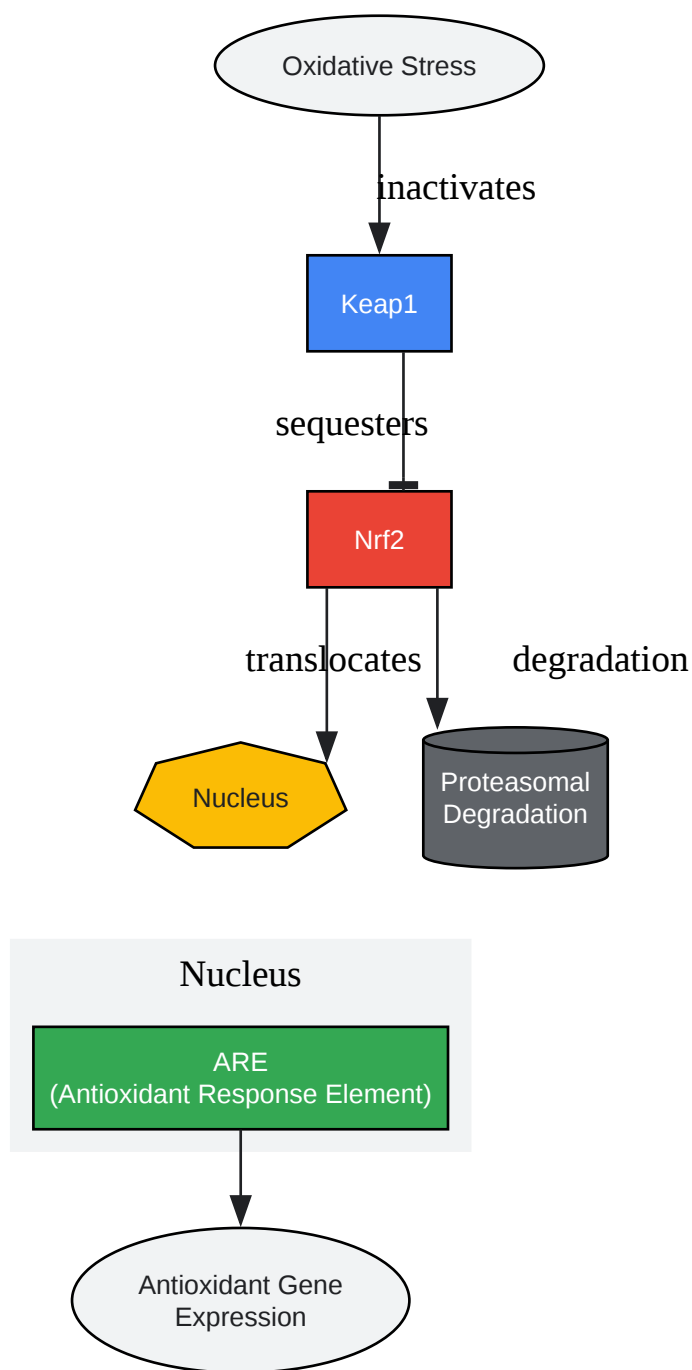 Oxidative Stress
inactivates
Keap1
sequesters
Nrf2
translocates
degradation
Nucleus
Proteasomal
Degradation
Nucleus
ARE
(Antioxidant Response Element)
Antioxidant Gene
Expression